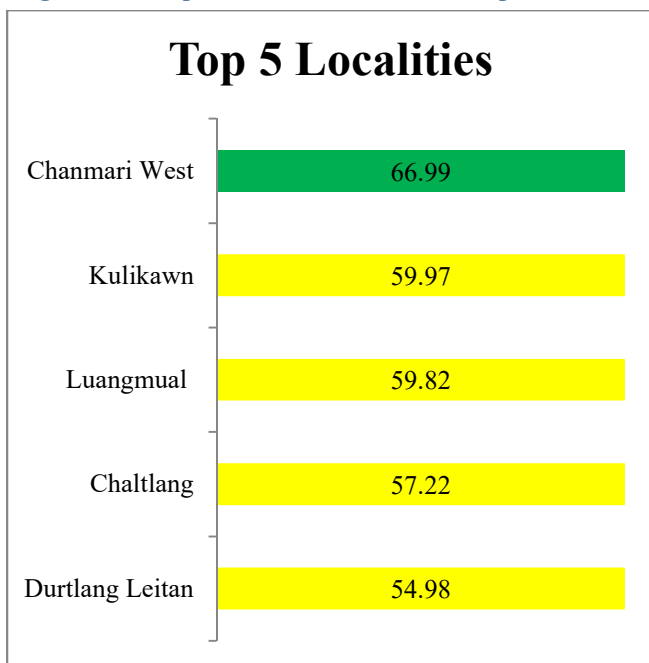 Top 5 Localities
Chanmari West 66.99
Kulikawn 59.97
Luangmual 59.82
Chaltlang 57.22
Durtlang Leitan 54.98